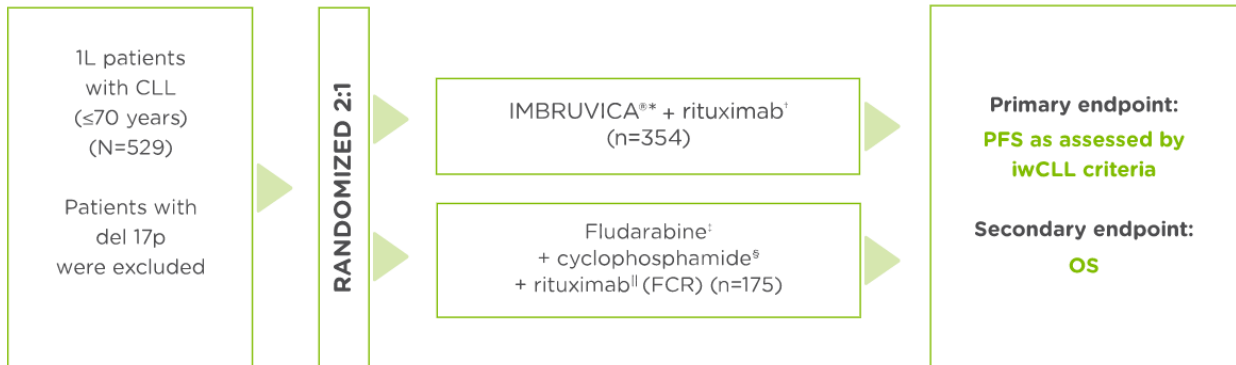 1L patients
with CLL
(≤70 years)
(N=529)
Patients with
del 17p
were excluded
RANDOMIZED 2:1
IMBRUVICA®* + rituximab†
(n=354)
Fludarabine‡
+ cyclophosphamide§
+ rituximab|| (FCR) (n=175)
Primary endpoint:
PFS as assessed by
iwCLL criteria
Secondary endpoint:
OS